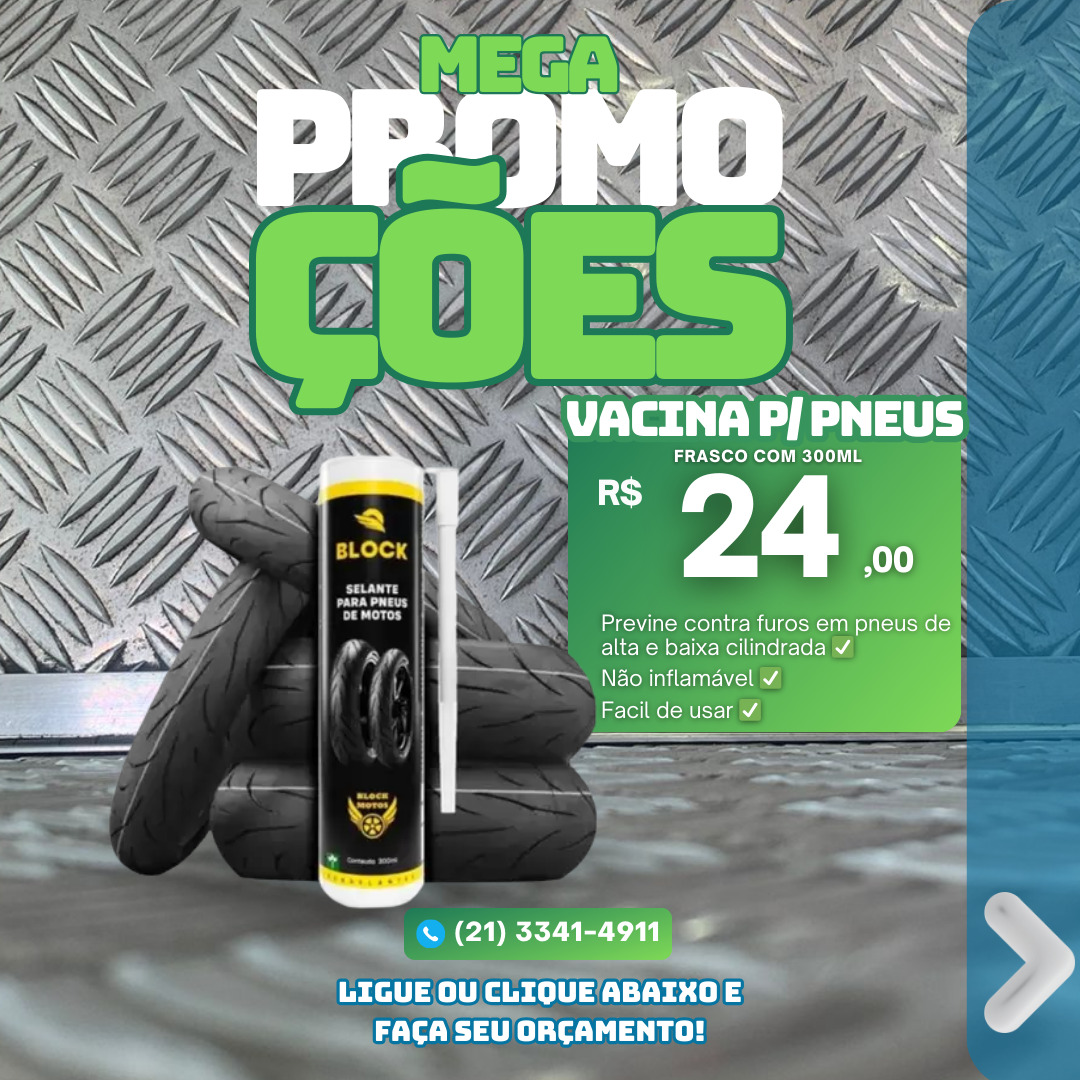 MEGA
PROMO
ÇÕES
VACINA P/ PNEUS
FRASCO COM 300ML
R$ 24 ,00
Previne contra furos em pneus de
alta e baixa cilindrada ✅
Não inflamável ✅
Facil de usar ✅
BLOCK
SELANTE
PARA PNEUS
DE MOTOS
BLOCK
MOTOS
Conteudo 300ml
(21) 3341-4911
LIGUE OU CLIQUE ABAIXO E
FAÇA SEU ORÇAMENTO!